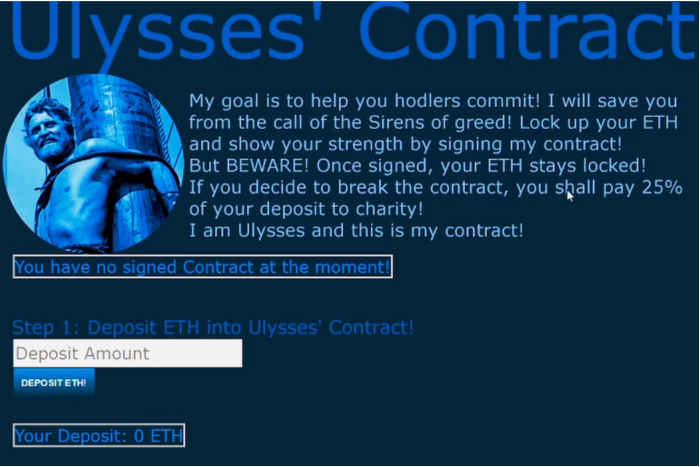 Ulysses' Contract
My goal is to help you hodlers commit! I will save you
from the call of the Sirens of greed! Lock up your ETH
and show your strength by signing my contract!
But BEWARE! Once signed, your ETH stays locked!
If you decide to break the contract, you shall pay 25%
of your deposit to charity!
I am Ulysses and this is my contract!
You have no signed Contract at the moment!
Step 1: Deposit ETH into Ulysses' Contract!
Deposit Amount
DEPOSIT ETH!
Your Deposit: 0 ETH